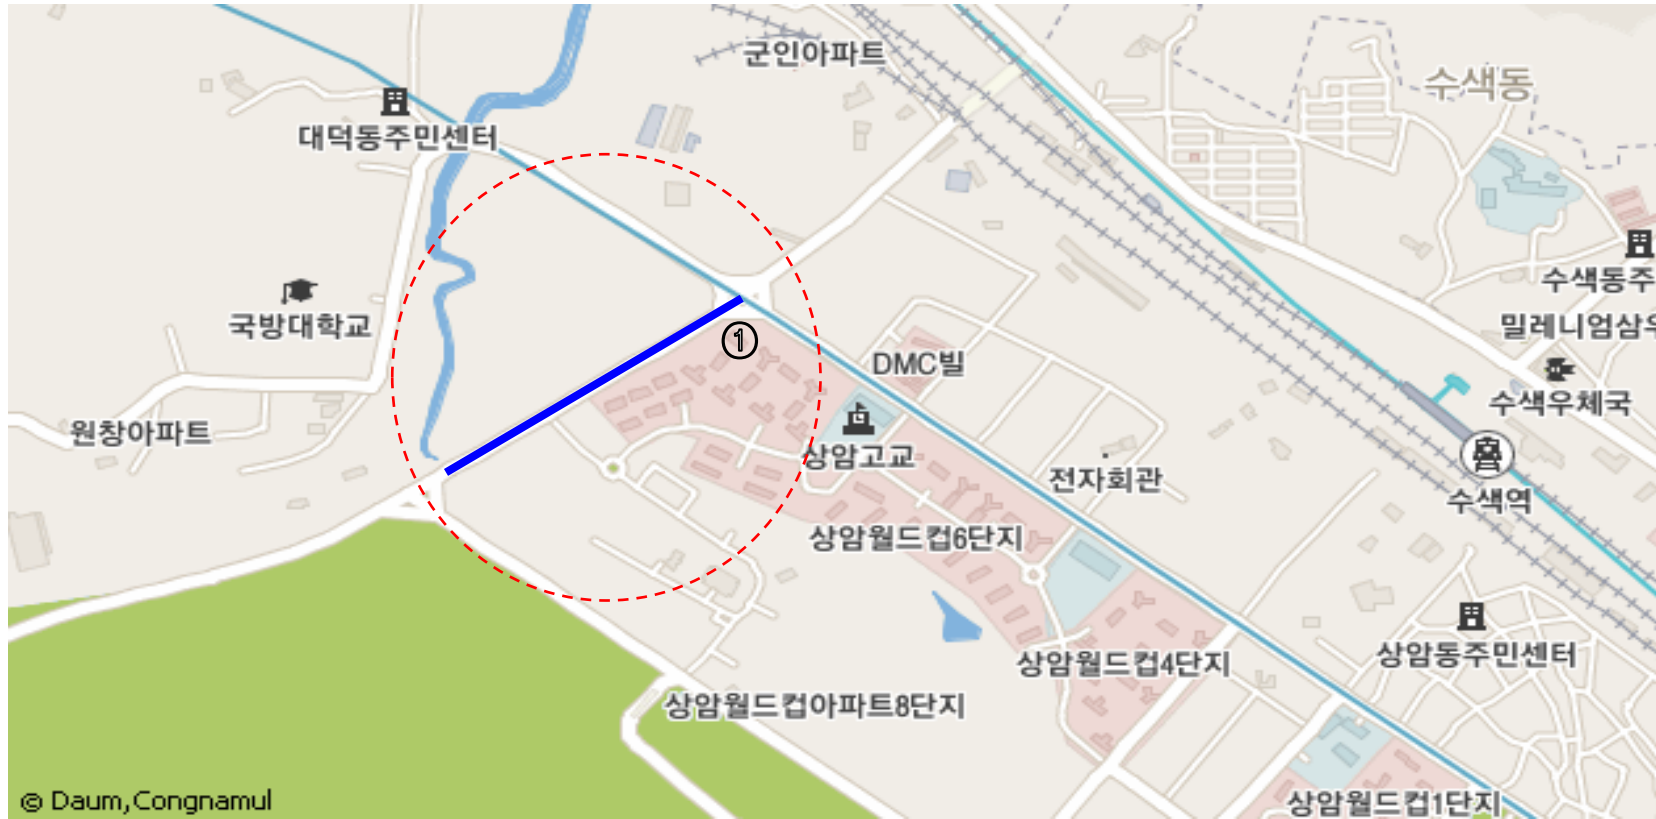 군인아파트
수색동
대덕동주민센터
수색동주
국방대학교
①
밀레니엄삼우
DMC빌
수색우체국
원창아파트
상암고교
전자회관
수색역
상암월드컵6단지
상암월드컵4단지
상암동주민센터
상암월드컵아파트8단지
© Daum,Congnamul
상암월드컵1단지